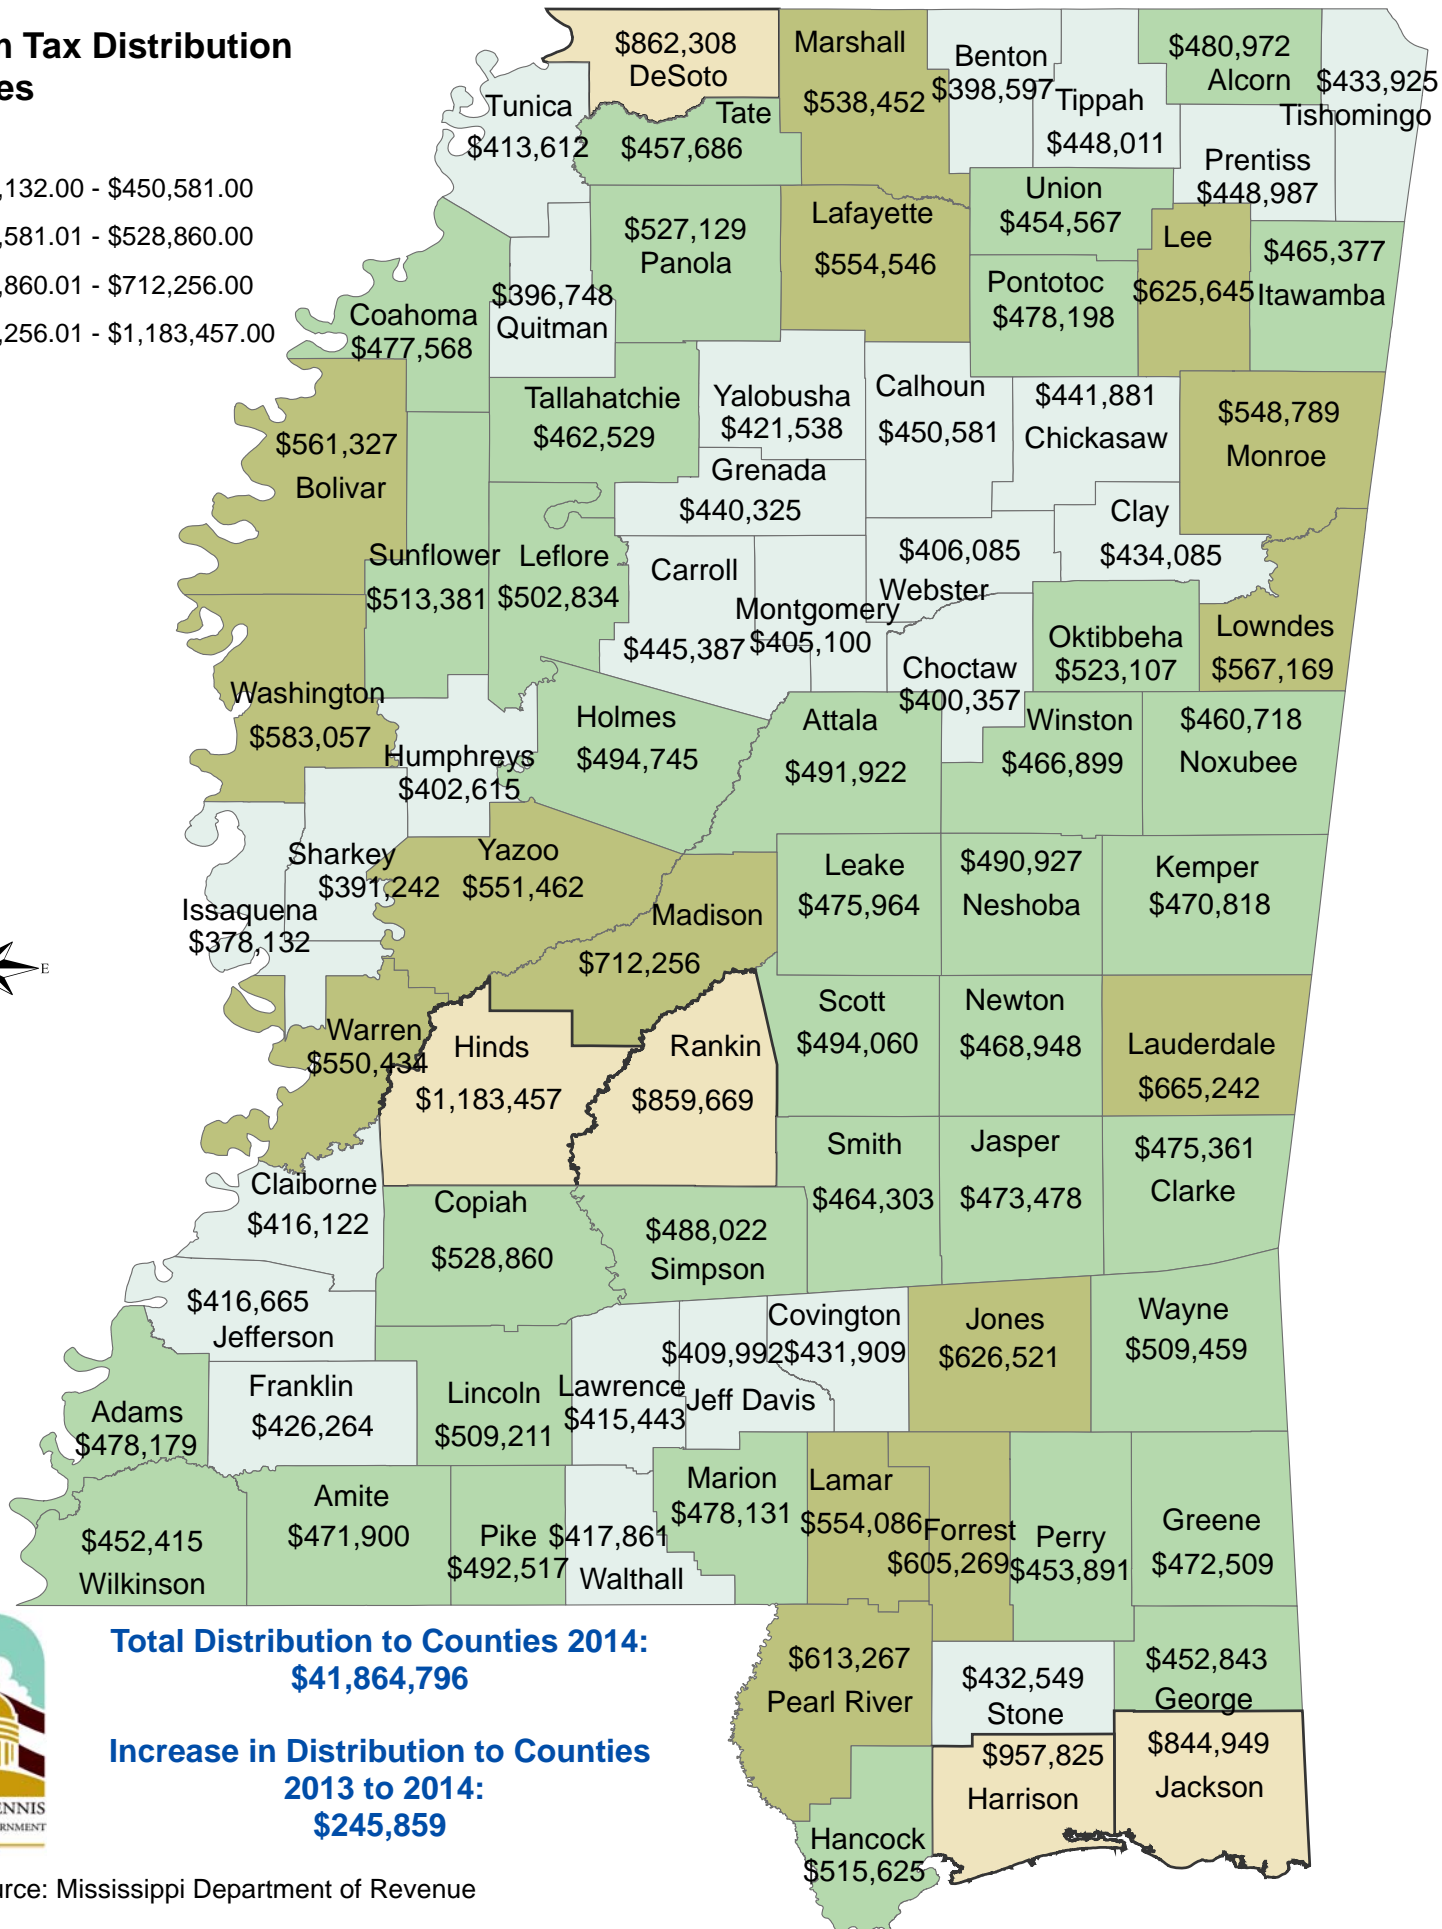 Tax Distribution
,132.00 - $450,581.00
,581.01 - $528,860.00
,860.01 - $712,256.00
,256.01 - $1,183,457.00
$862,308
DeSoto
Marshall
$538,452
Benton
$398,597
Tippah
$448,011
$480,972
Alcorn
$433,925
Tishomingo
Tunica
$413,612
Tate
$457,686
Prentiss
$448,987
Union
$454,567
Lafayette
$554,546
$527,129
Panola
Lee
$625,645
$465,377
Itawamba
Pontotoc
$478,198
$396,748
Quitman
Coahoma
$477,568
Tallahatchie
$462,529
Yalobusha
$421,538
Calhoun
$450,581
$441,881
Chickasaw
$548,789
Monroe
$561,327
Bolivar
Grenada
$440,325
Clay
$434,085
Sunflower
$513,381
Leflore
$502,834
Carroll
$445,387
Montgomery
$405,100
$406,085
Webster
Choctaw
$400,357
Oktibbeha
$523,107
Lowndes
$567,169
Washington
$583,057
Humphreys
$402,615
Holmes
$494,745
Attala
$491,922
Winston
$466,899
$460,718
Noxubee
Sharkey
$391,242
Yazoo
$551,462
Issaquena
$378,132
Madison
$712,256
Leake
$475,964
$490,927
Neshoba
Kemper
$470,818
E
Warren
$550,434
Hinds
$1,183,457
Rankin
$859,669
Scott
$494,060
Newton
$468,948
Lauderdale
$665,242
Claiborne
$416,122
Copiah
$528,860
$488,022
Simpson
Smith
$464,303
Jasper
$473,478
$475,361
Clarke
$416,665
Jefferson
Covington
$431,909
$409,992
Jeff Davis
Jones
$626,521
Wayne
$509,459
Adams
$478,179
Franklin
$426,264
Lincoln
$509,211
Lawrence
$415,443
Marion
$478,131
Lamar
$554,086
Forrest
$605,269
Perry
$453,891
Greene
$472,509
$452,415
Wilkinson
Amite
$471,900
Pike
$492,517
$417,861
Walthall
Total Distribution to Counties 2014:
$41,864,796
Increase in Distribution to Counties
2013 to 2014:
$245,859
$613,267
Pearl River
$432,549
Stone
$452,843
George
$957,825
Harrison
$844,949
Jackson
Hancock
$515,625
ENNIS
RNMENT
urce: Mississippi Department of Revenue